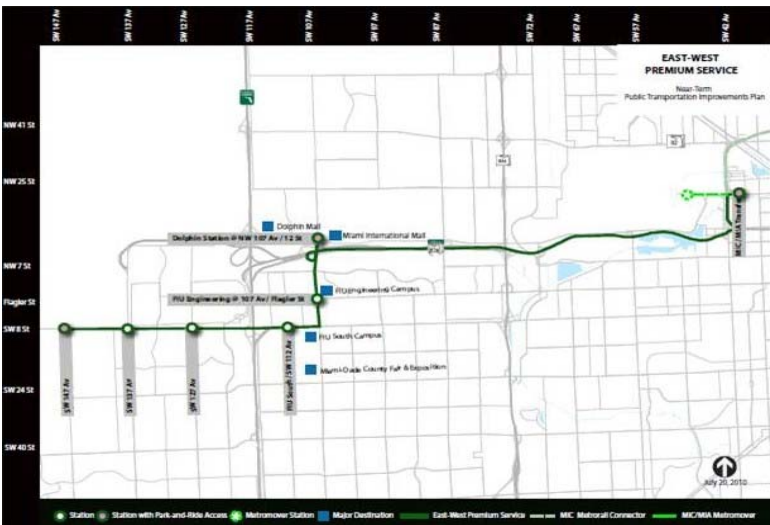 SW 147 Av
SW 137 Av
SW 127 Av
SW 117 Av
SW 107 Av
SW 97 Av
SW 87 Av
SW 72 Av
SW 67 Av
SW 57 Av
SW 42 Av
EAST-WEST
PREMIUM SERVICE
Near-Term
Public Transportation Improvements Plan
NW 41 St
NW 25 St
NW 7 St
Flagler St
SW 8 St
SW 24 St
SW 40 St
Dolphin Mall
Dolphin Station @ NW 107 Av / 12 St
Miami International Mall
MIC/MIA Transfer
FIU Engineering Campus
FIU Engineering @ 107 Av / Flagler St
FIU South Campus
Miami-Dade County Fair & Exposition
SW 147 Av
SW 137 Av
SW 127 Av
FIU South / SW 112 Av
July 20, 2010
Station
Station with Park-and-Ride Access
Metromover Station
Major Destination
East-West Premium Service
MIC Metrorail Connector
MIC/MIA Metromover